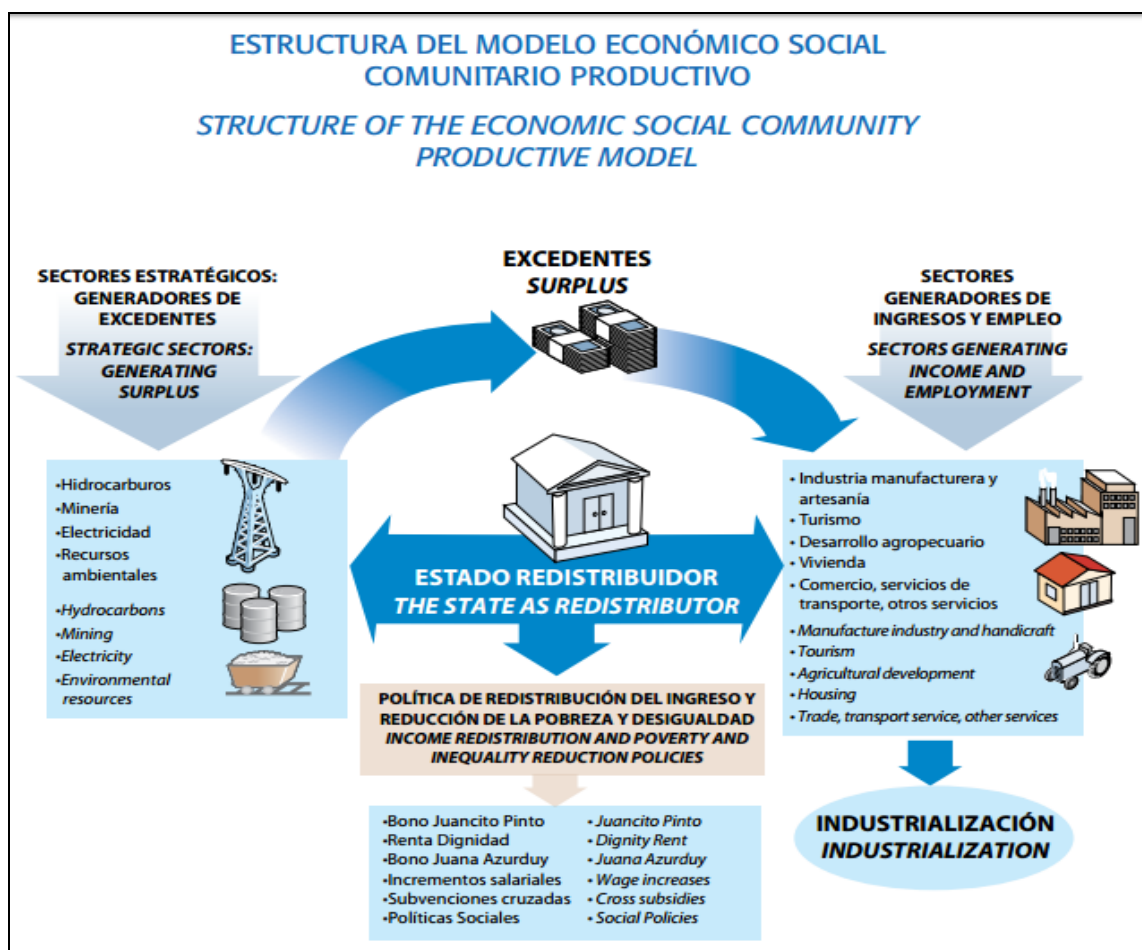 ESTRUCTURA DEL MODELO ECONÓMICO SOCIAL
COMUNITARIO PRODUCTIVO
STRUCTURE OF THE ECONOMIC SOCIAL COMMUNITY
PRODUCTIVE MODEL
SECTORES ESTRATÉGICOS:
GENERADORES DE
EXCEDENTES
STRATEGIC SECTORS:
GENERATING
SURPLUS
EXCEDENTES
SURPLUS
SECTORES
GENERADORES DE
INGRESOS Y EMPLEO
SECTORS GENERATING
INCOME AND
EMPLOYMENT
•Hidrocarburos
•Minería
•Electricidad
•Recursos
ambientales
•Hydrocarbons
•Mining
•Electricity
•Environmental
resources
ESTADO REDISTRIBUIDOR
THE STATE AS REDISTRIBUTOR
• Industria manufacturera y
artesanía
• Turismo
• Desarrollo agropecuario
• Vivienda
• Comercio, servicios de
transporte, otros servicios
• Manufacture industry and handicraft
• Tourism
• Agricultural development
• Housing
• Trade, transport service, other services
POLÍTICA DE REDISTRIBUCIÓN DEL INGRESO Y
REDUCCIÓN DE LA POBREZA Y DESIGUALDAD
INCOME REDISTRIBUTION AND POVERTY AND
INEQUALITY REDUCTION POLICIES
•Bono Juancito Pinto
•Renta Dignidad
•Bono Juana Azurduy
•Incrementos salariales
•Subvenciones cruzadas
•Políticas Sociales
• Juancito Pinto
• Dignity Rent
• Juana Azurduy
• Wage increases
• Cross subsidies
• Social Policies
INDUSTRIALIZACIÓN
INDUSTRIALIZATION